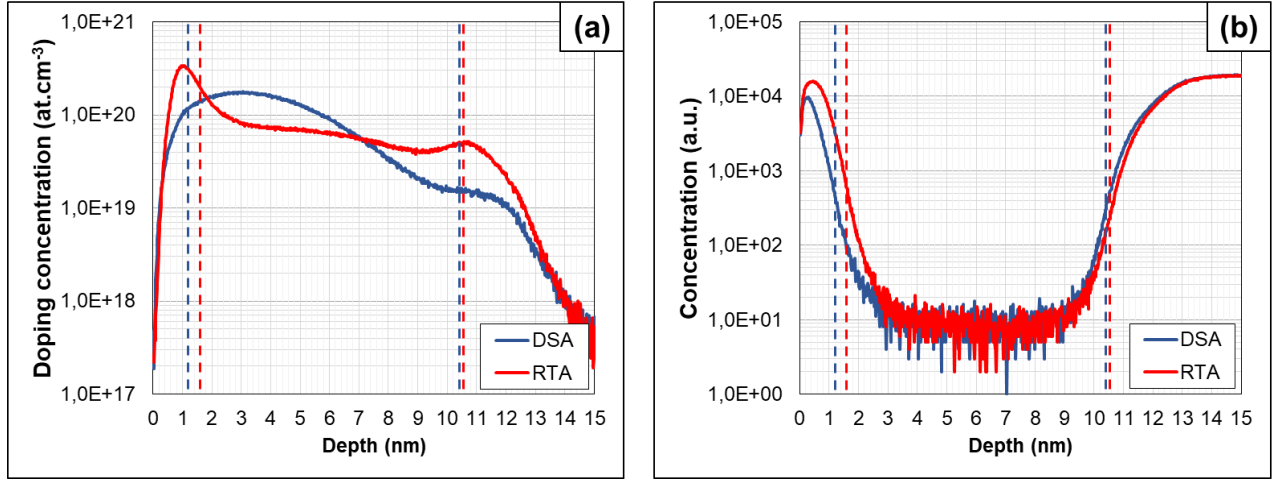 (a)
Doping concentration (at.cm-3)
1,0E+21
1,0E+20
1,0E+19
1,0E+18
1,0E+17
0 1 2 3 4 5 6 7 8 9 10 11 12 13 14 15
Depth (nm)
DSA
RTA
(b)
Concentration (a.u.)
1,0E+05
1,0E+04
1,0E+03
1,0E+02
1,0E+01
1,0E+00
0 1 2 3 4 5 6 7 8 9 10 11 12 13 14 15
Depth (nm)
DSA
RTA